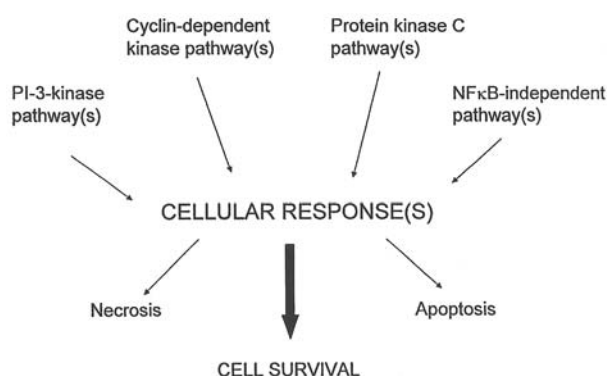 Cyclin-dependent
kinase pathway(s)
Protein kinase C
pathway(s)
PI-3-kinase
pathway(s)
NFκB-independent
pathway(s)
CELLULAR RESPONSE(S)
Necrosis
Apoptosis
CELL SURVIVAL